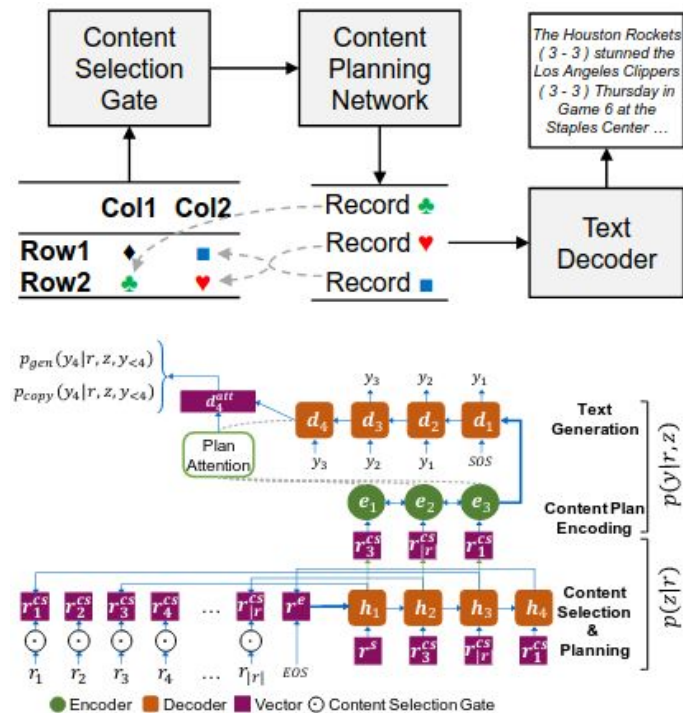 Content
Selection
Gate
Content
Planning
Network
The Houston Rockets
( 3 - 3 ) stunned the
Los Angeles Clippers
( 3 - 3 ) Thursday in
Game 6 at the
Staples Center ...
Col1 Col2
Row1 ♦ ■
Row2 ♣ ♥
Record ♣
Record ♥
Record ■
Text
Decoder
p_gen(y_4|r, z, y_<4)
p_copy(y_4|r, z, y_<4)
d_4^att
Plan
Attention
y_3 y_2 y_1
d_4 d_3 d_2 d_1
y_3 y_2 y_1 SOS
Text
Generation
p(y|r, z)
e_1 e_2 e_3
Content Plan
Encoding
r_3^cs r_|r|^cs r_1^cs
r_1^cs r_2^cs r_3^cs r_4^cs ... r_|r|^cs r^e
h_1 h_2 h_3 h_4
Content
Selection
&
Planning
p(z|r)
r_1 r_2 r_3 r_4 ... r_|r| EOS
r^s r_3^cs r_|r|^cs r_1^cs
Encoder Decoder Vector Content Selection Gate